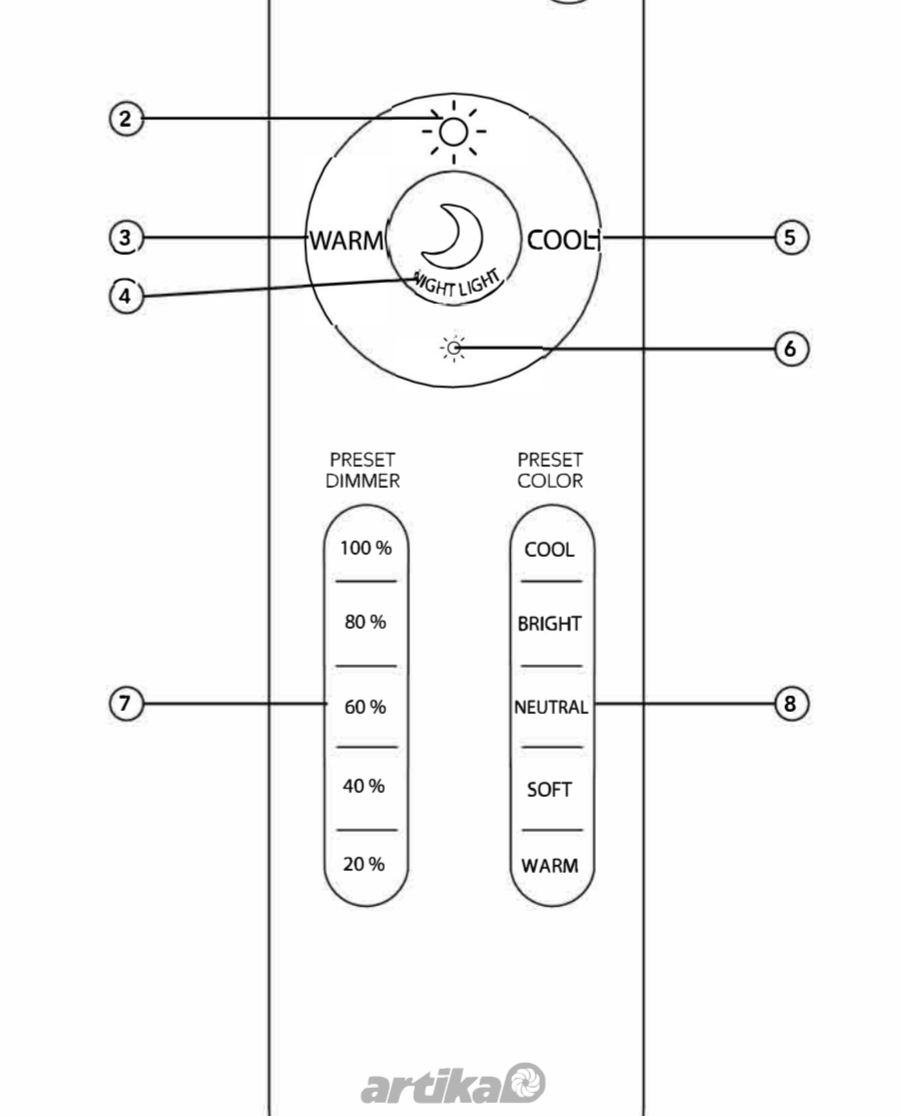 2
3
WARM
COOL
5
4
NIGHT LIGHT
6
PRESET
DIMMER
100 %
80 %
7
60 %
40 %
20 %
PRESET
COLOR
COOL
BRIGHT
NEUTRAL
8
SOFT
WARM
artika